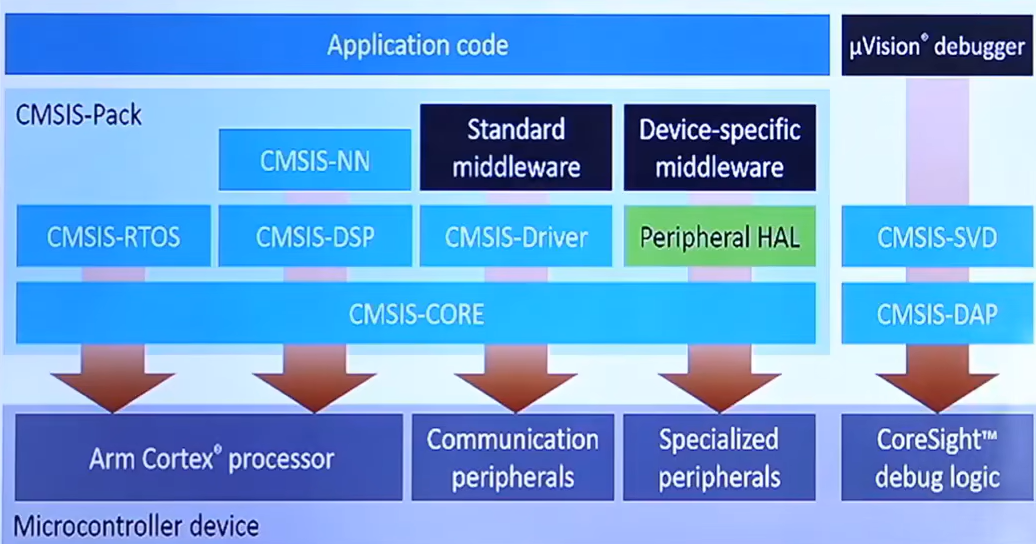 Application code
µVision® debugger
CMSIS-Pack
Standard
middleware
Device-specific
middleware
CMSIS-NN
CMSIS-RTOS
CMSIS-DSP
CMSIS-Driver
Peripheral HAL
CMSIS-SVD
CMSIS-CORE
CMSIS-DAP
Arm Cortex® processor
Communication
peripherals
Specialized
peripherals
CoreSight™
debug logic
Microcontroller device